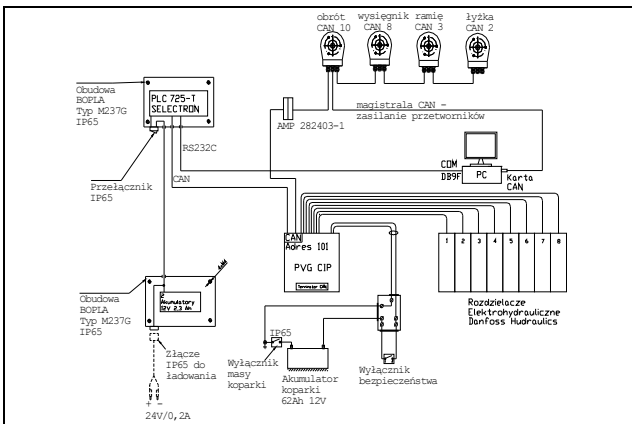 obrót wysięgnik ramię łyżka
CAN 10 CAN 8 CAN 3 CAN 2
Obudowa
BOPLA
Typ M237G
IP65
PLC 725-T
SELECTRON
AMP 282403-1
magistrala CAN -
zasilanie przetworników
RS232C
COM
DB9F
PC
Karta
CAN
Przełącznik
IP65
CAN
CAN
Adres 101
PVG CIP
Terminator CAN
1 2 3 4 5 6 7 8
Rozdzielacze
Elektrohydrauliczne
Danfoss Hydraulics
Obudowa
BOPLA
Typ M237G
IP65
2
Akumulatory
12V 2,3 Ah
Złącze
IP65 do
ładowania
+ -
24V/0,2A
IP65
Wyłącznik
masy
koparki
Akumulator
koparki
62Ah 12V
Wyłącznik
bezpieczeństwa